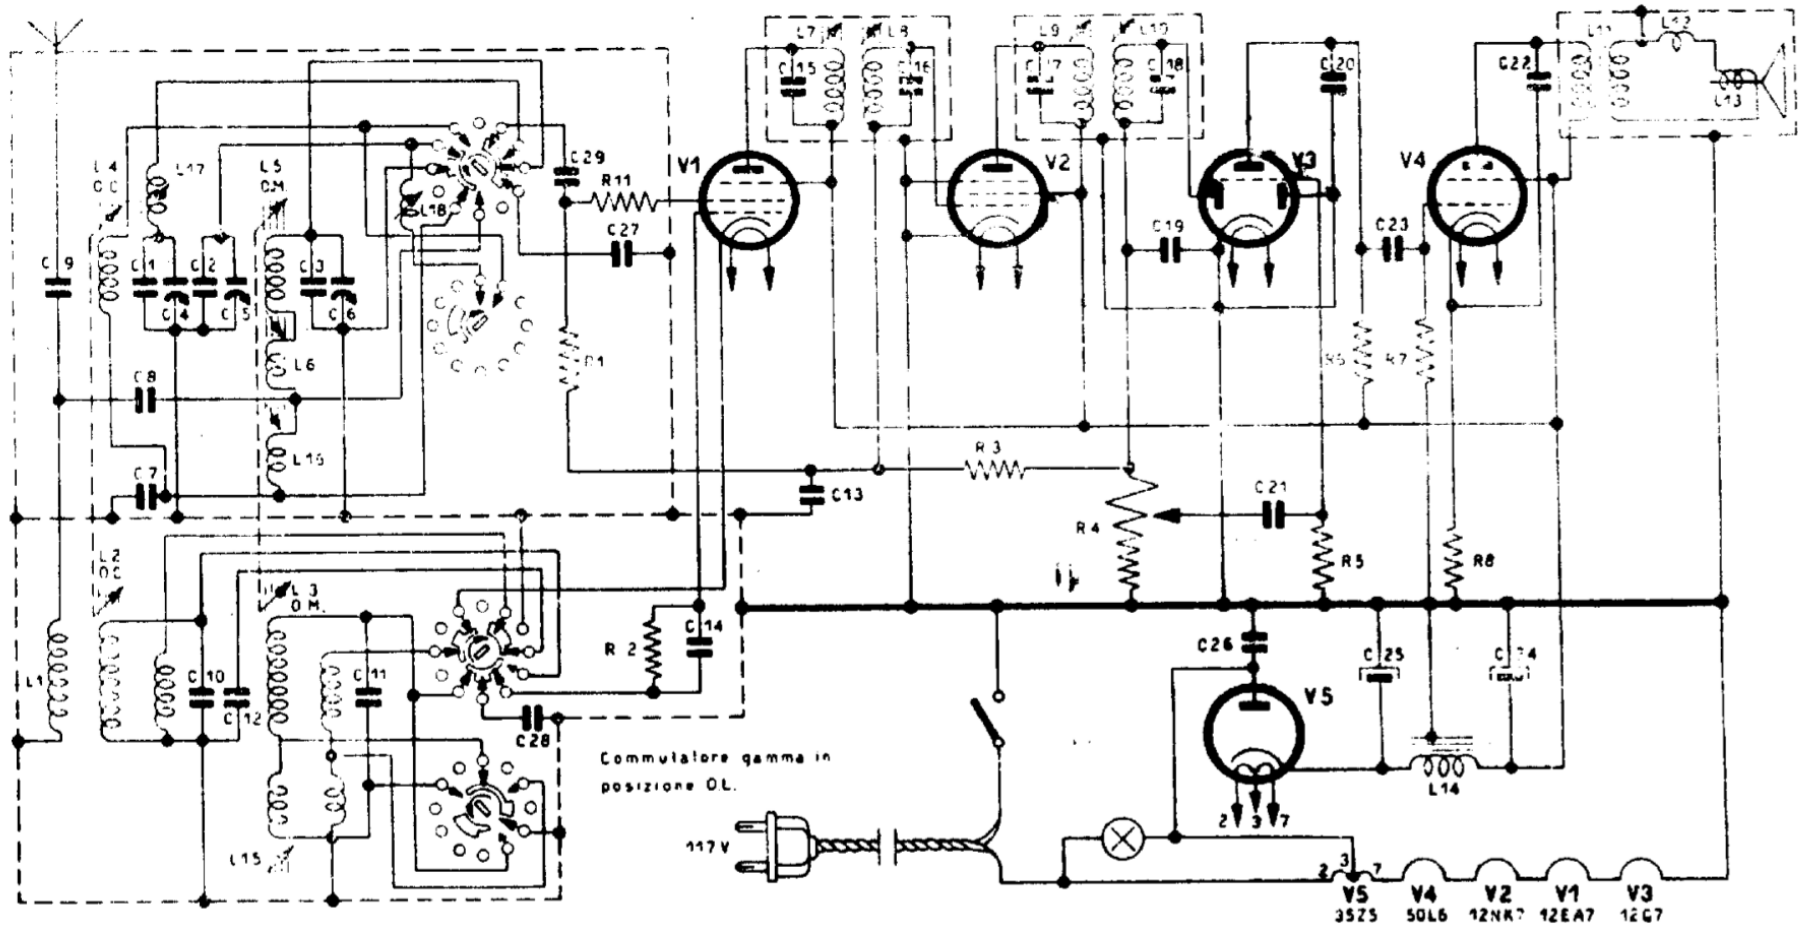 L7
L8
L9
L10
L11
L12
L13
C15
C16
C17
C18
C20
C22
L4
O.C.
L17
L5
O.M.
L18
C29
R11
V1
V2
V3
V4
C9
C1
C2
C3
C4
C5
C6
C27
C19
C23
L6
R1
R6
R7
C8
L16
C7
C13
R3
C21
R4
R5
R8
L2
O.C.
L3
O.M.
L1
C10
C12
C11
R2
C14
C28
C26
C25
C24
V5
L14
L15
Commutatore gamma in
posizione O.L.
117V
2 3 7
2 3 7
V5 V4 V2 V1 V3
35Z5 50L6 12NK7 12EA7 12G7